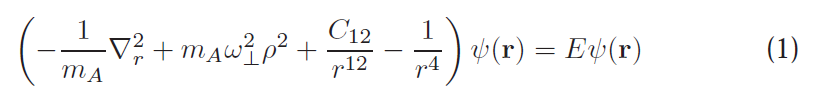 \left( -\frac{1}{m_A} \nabla_r^2 + m_A \omega_\perp^2 \rho^2 + \frac{C_{12}}{r^{12}} - \frac{1}{r^4} \right) \psi(\mathbf{r}) = E\psi(\mathbf{r}) \quad (1)